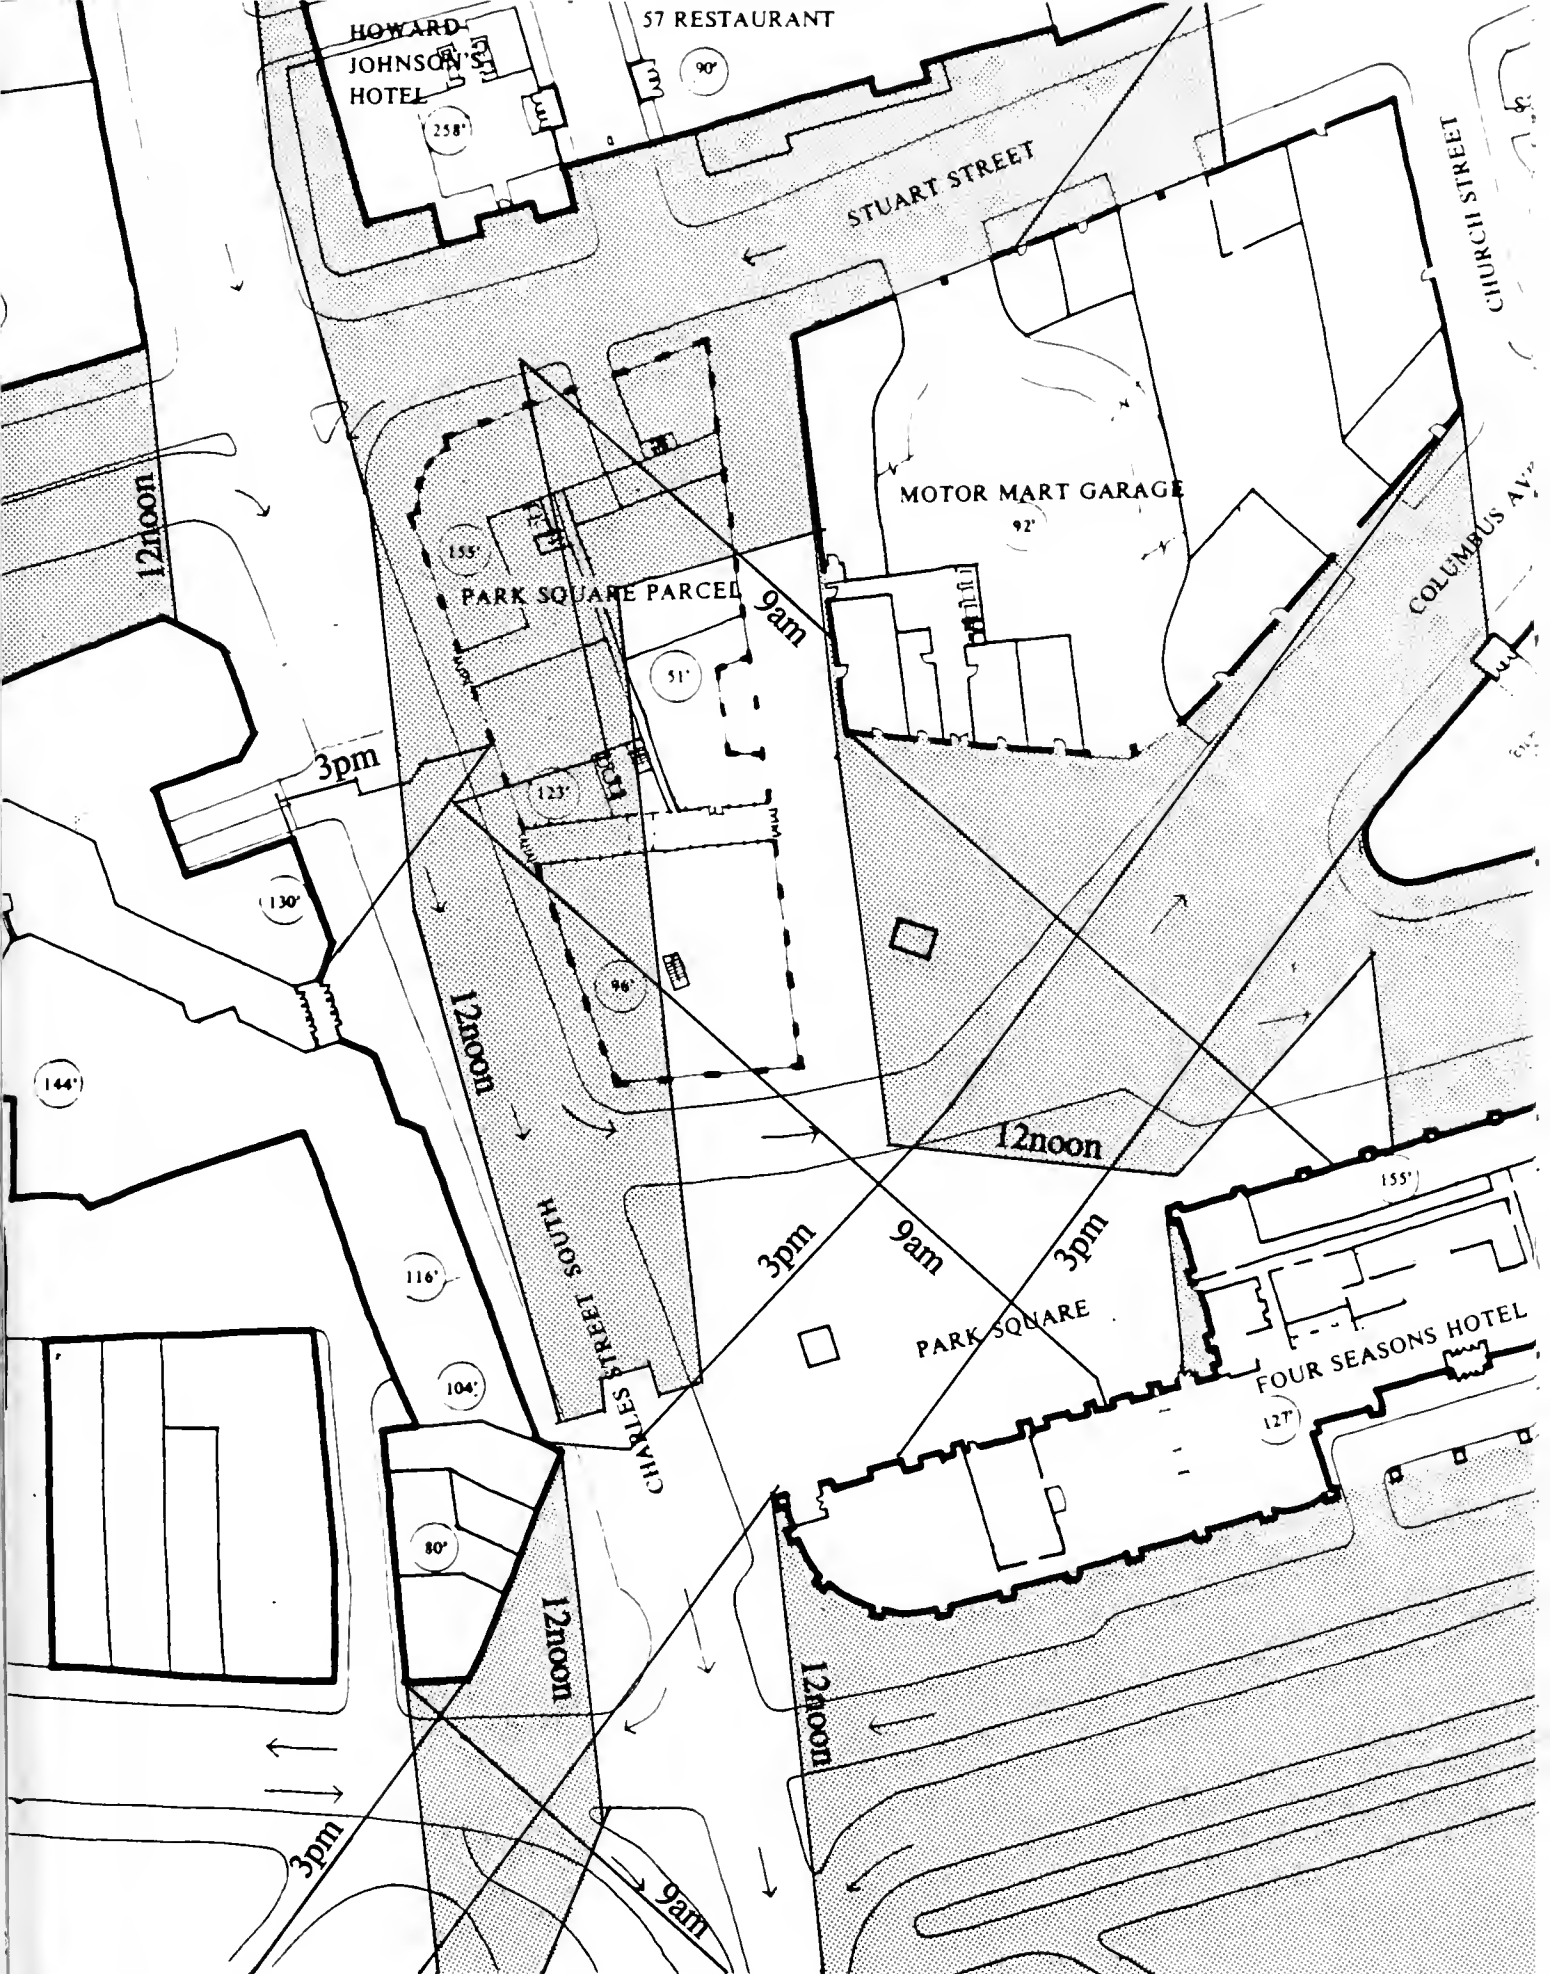 HOWARD
JOHNSON'S
HOTEL
258'
57 RESTAURANT
90'
STUART STREET
CHURCH STREET
MOTOR MART GARAGE
92'
COLUMBUS AVE
12noon
155'
PARK SQUARE PARCEL
9am
51'
3pm
123'
130'
96'
12noon
144'
12noon
155'
3pm
9am
3pm
116'
CHARLES STREET SOUTH
PARK SQUARE
FOUR SEASONS HOTEL
104'
127'
80'
12noon
12noon
3pm
9am